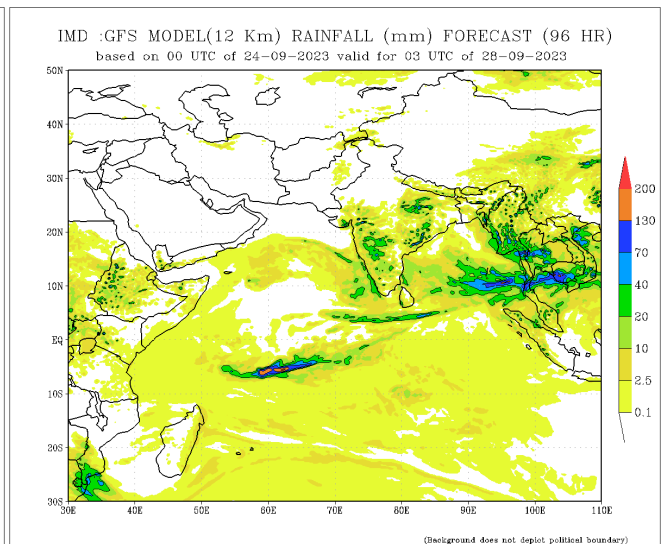 IMD :GFS MODEL(12 Km) RAINFALL (mm) FORECAST (96 HR)
based on 00 UTC of 24-09-2023 valid for 03 UTC of 28-09-2023
50N
40N
30N
20N
10N
EQ
10S
20S
30S
30E 40E 50E 60E 70E 80E 90E 100E 110E
200
130
70
40
20
10
2.5
0.1
(Background does not depict political boundary)